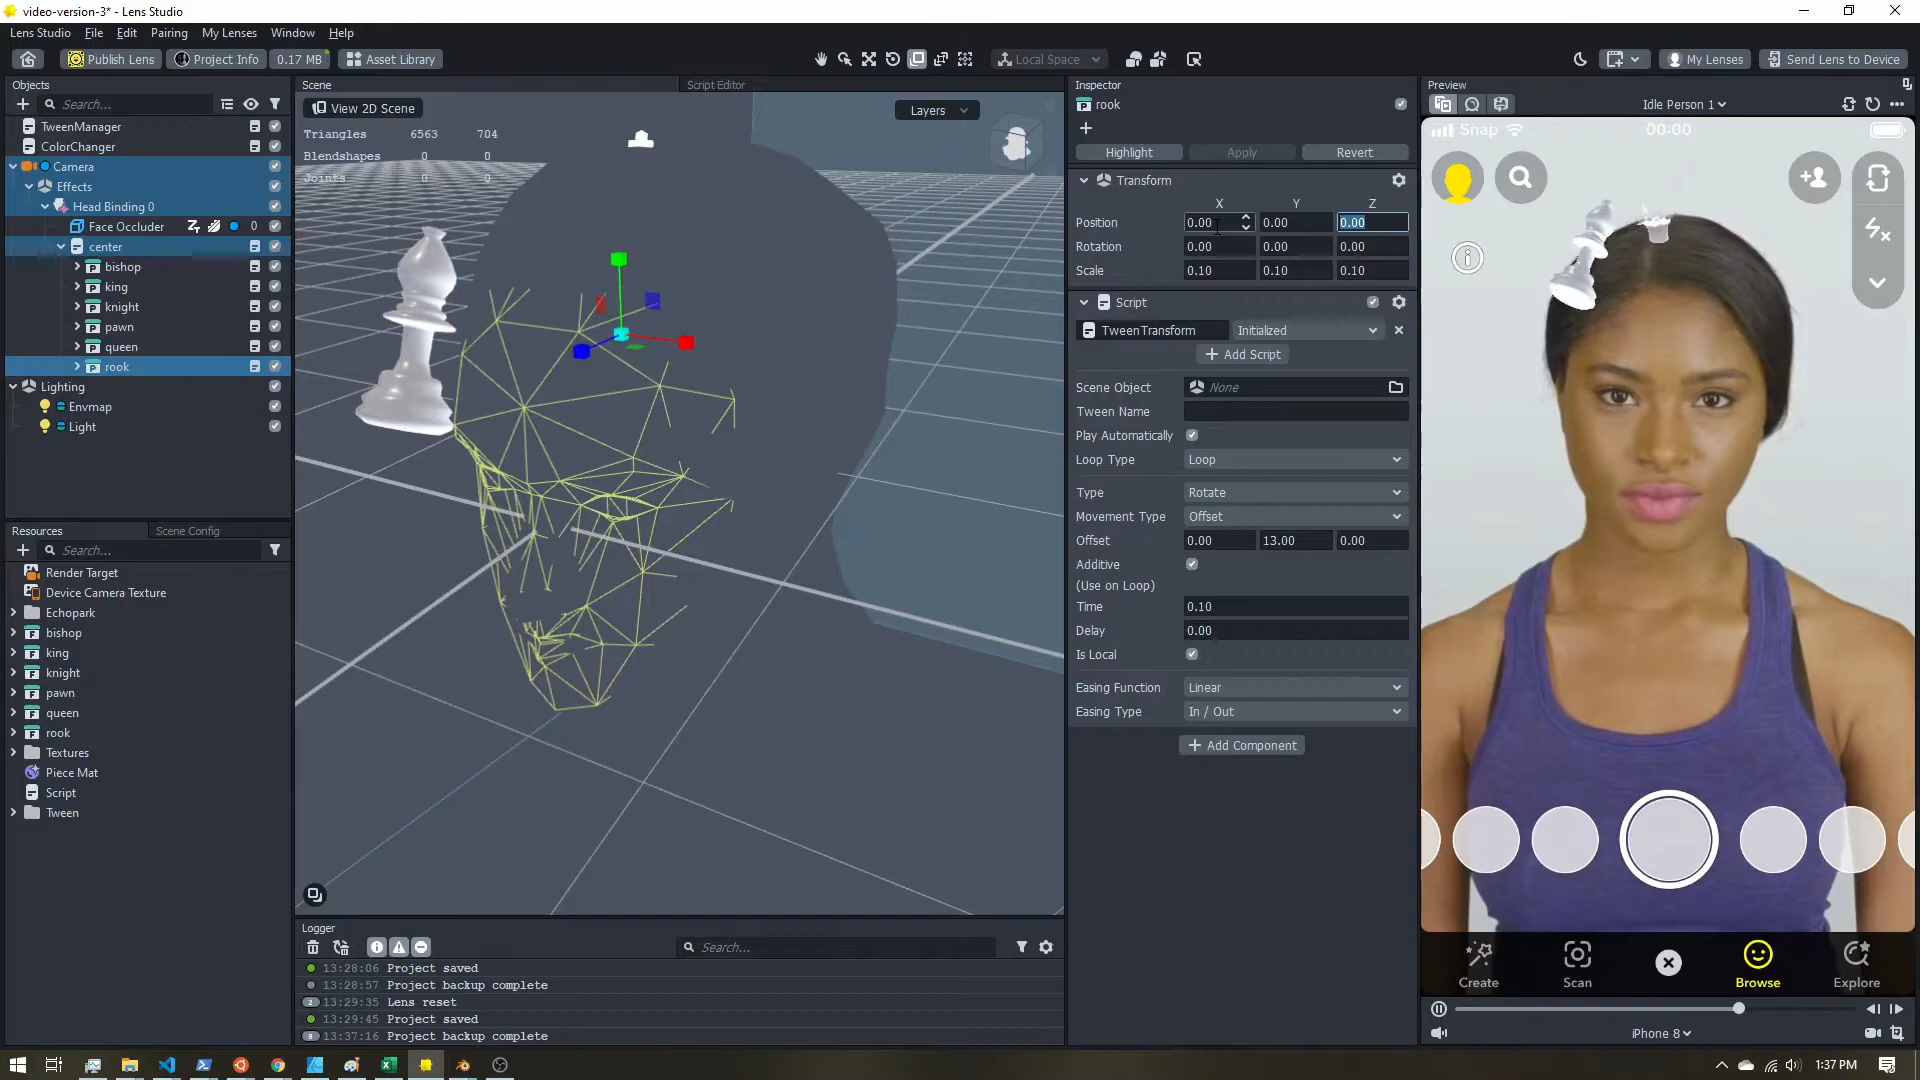 video-version-3* - Lens Studio
Lens Studio File Edit Pairing My Lenses Window Help
Publish Lens Project Info 0.17 MB Asset Library Local Space My Lenses Send Lens to Device
Objects
Search...
TweenManager
ColorChanger
Camera
Effects
Head Binding 0
Face Occluder 0
center
bishop
king
knight
pawn
queen
rook
Lighting
Envmap
Light
Resources Scene Config
Search...
Render Target
Device Camera Texture
Echopark
bishop
king
knight
pawn
queen
rook
Textures
Piece Mat
Script
Tween
Scene Script Editor
View 2D Scene Layers
Triangles 6563 704
Blendshapes 0 0
Joints 0 0
Logger
Search...
13:28:06 Project saved
13:28:57 Project backup complete
2 13:29:35 Lens reset
13:29:45 Project saved
8 13:37:16 Project backup complete
Inspector
rook
Highlight Apply Revert
Transform
X Y Z
Position 0.00 0.00 0.00
Rotation 0.00 0.00 0.00
Scale 0.10 0.10 0.10
Script
TweenTransform Initialized
Add Script
Scene Object None
Tween Name
Play Automatically
Loop Type Loop
Type Rotate
Movement Type Offset
Offset 0.00 13.00 0.00
Additive
(Use on Loop)
Time 0.10
Delay 0.00
Is Local
Easing Function Linear
Easing Type In / Out
Add Component
Preview
Idle Person 1
Snap 00:00
Create Scan Browse Explore
iPhone 8
1:37 PM